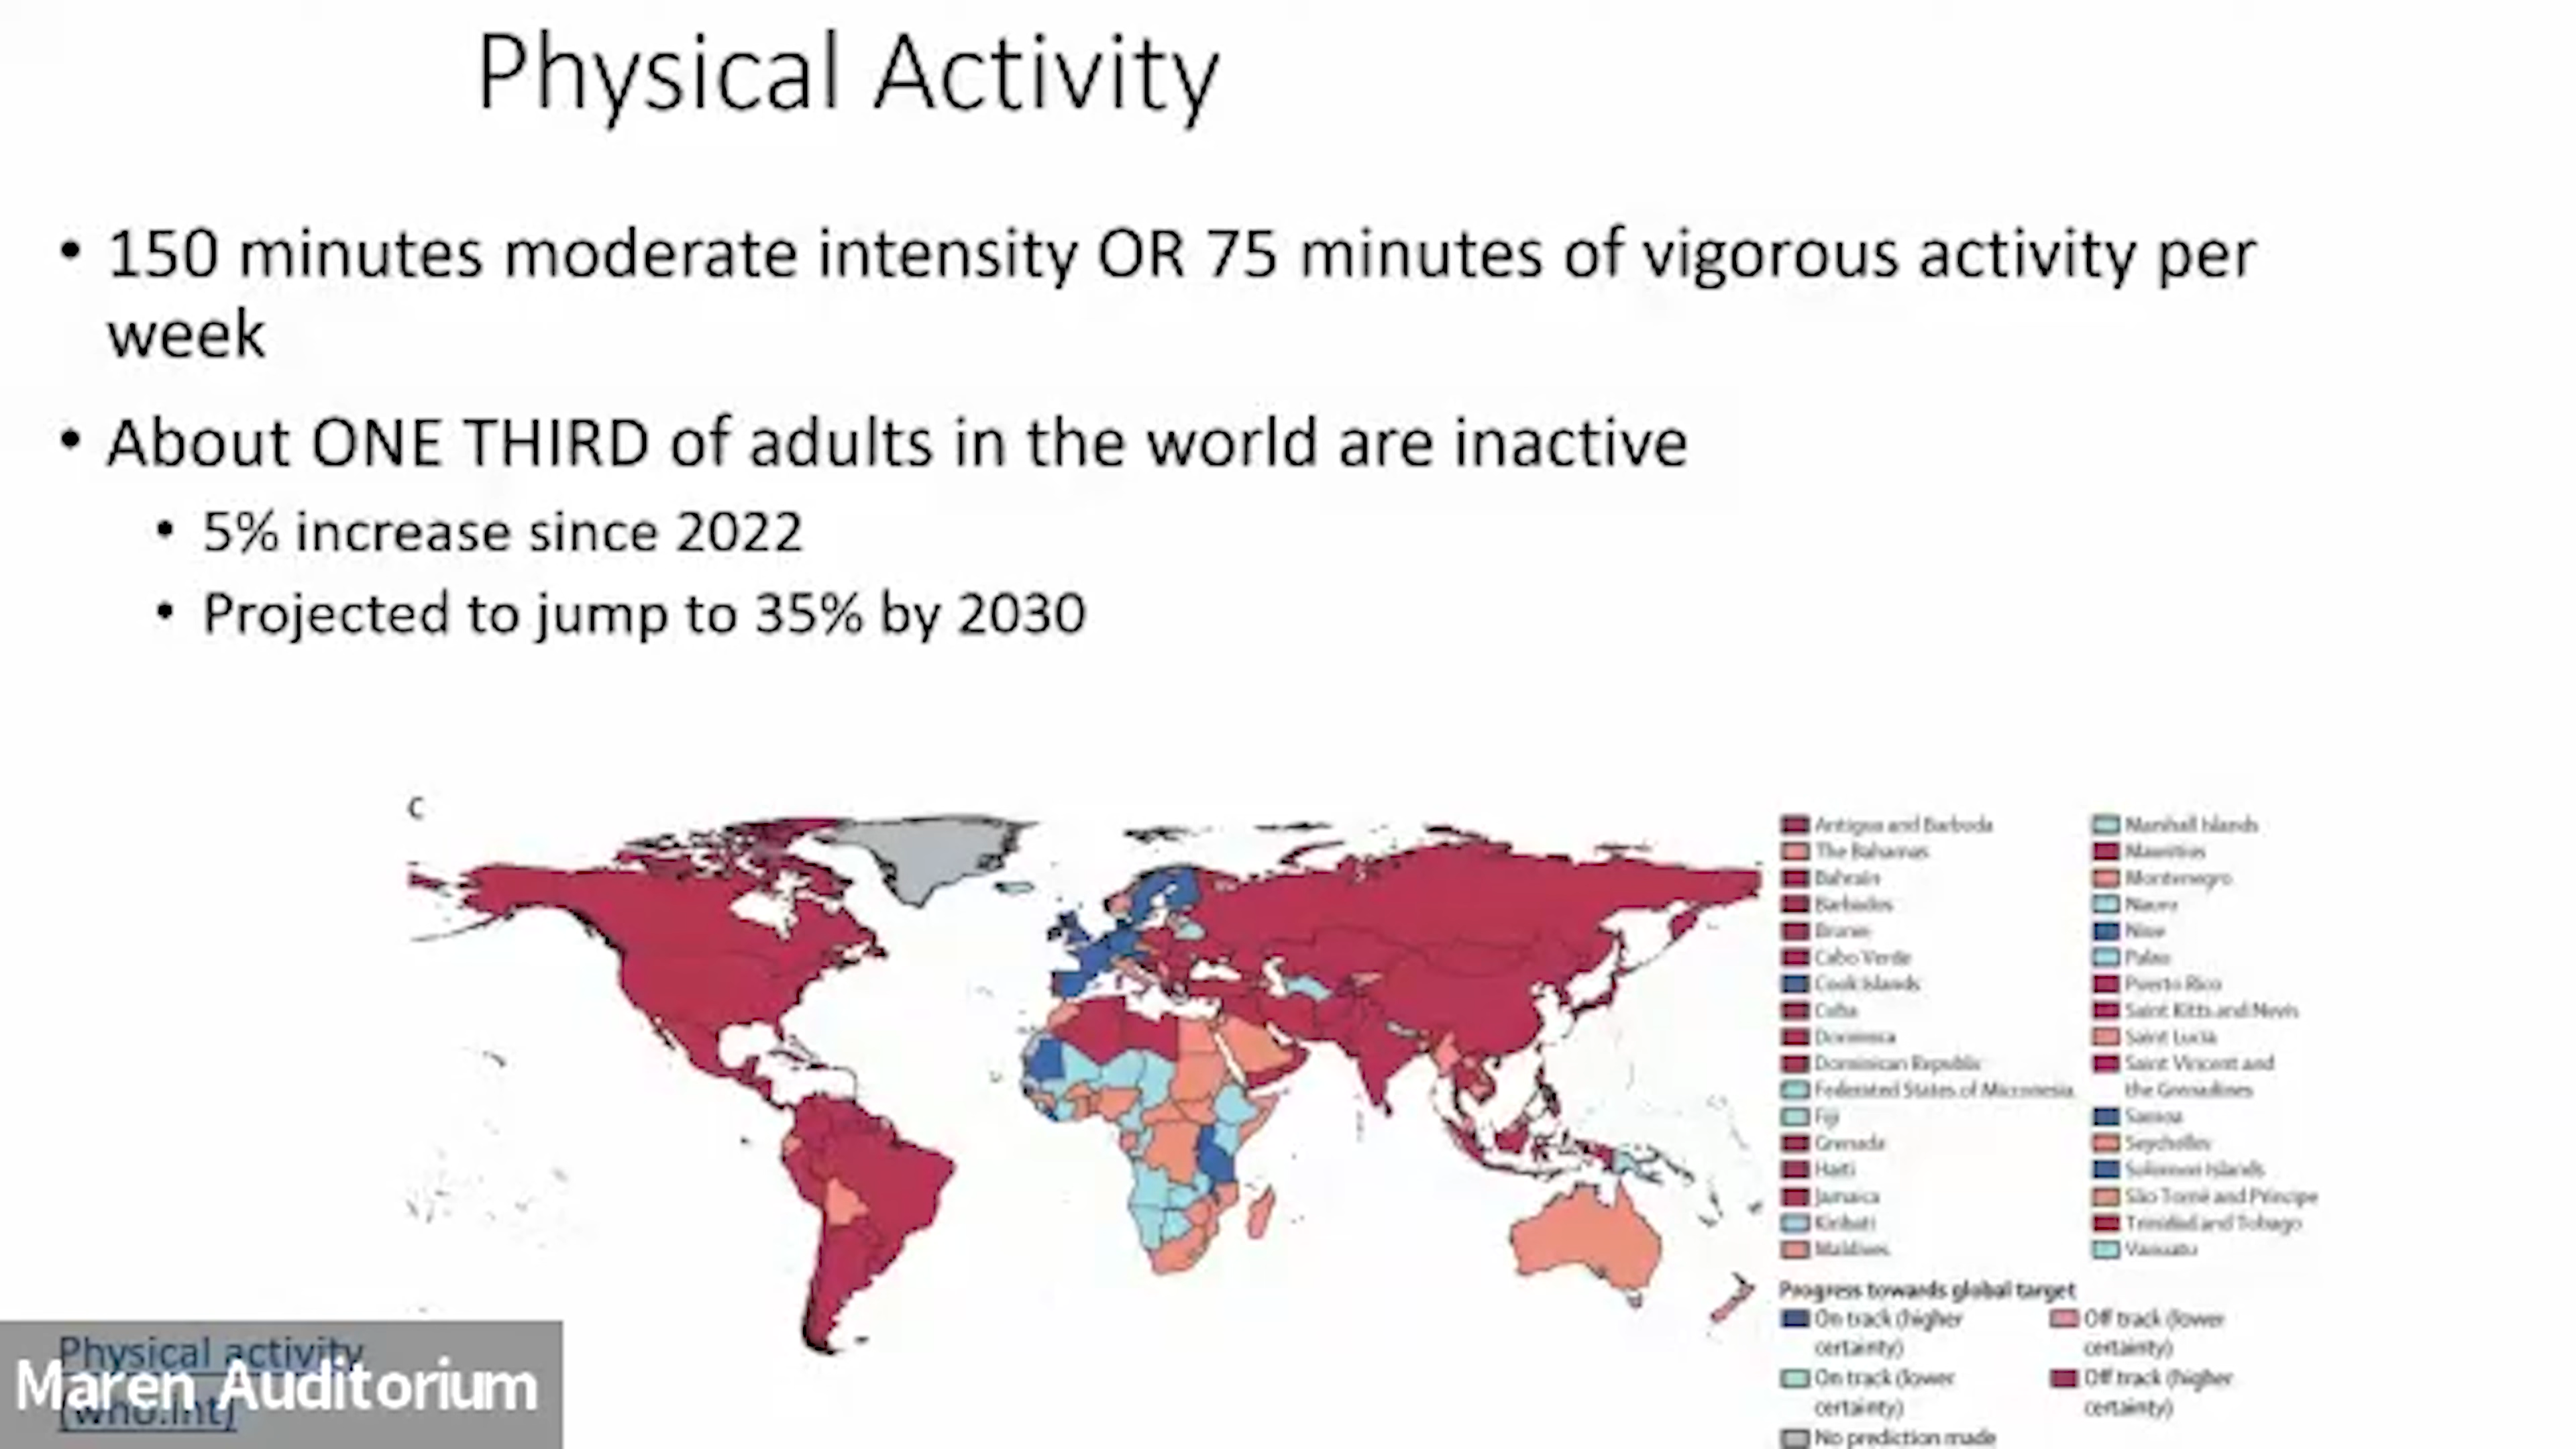 Physical Activity
• 150 minutes moderate intensity OR 75 minutes of vigorous activity per
week
• About ONE THIRD of adults in the world are inactive
• 5% increase since 2022
• Projected to jump to 35% by 2030
C
Antigua and Barbuda
The Bahamas
Bahrain
Barbados
Brunei
Cabo Verde
Cook Islands
Cuba
Dominica
Dominican Republic
Federated States of Micronesia
Fiji
Grenada
Haiti
Jamaica
Kiribati
Maldives
Marshall Islands
Mauritius
Montenegro
Nauru
Niue
Palau
Puerto Rico
Saint Kitts and Nevis
Saint Lucia
Saint Vincent and
the Grenadines
Samoa
Seychelles
Solomon Islands
São Tomé and Príncipe
Trinidad and Tobago
Vanuatu
Progress towards global target
On track (higher
certainty)
On track (lower
certainty)
No prediction made
Off track (lower
certainty)
Off track (higher
certainty)
Physical activity
(who.int)
Maren Auditorium